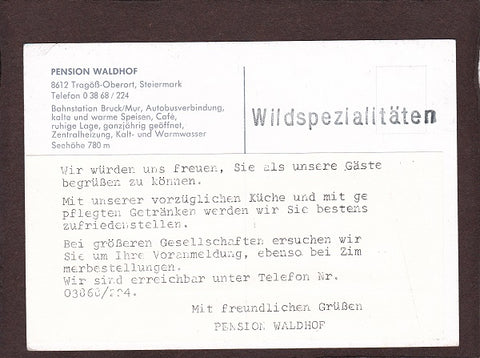 PENSION WALDHOF
8612 Tragöß-Oberort, Steiermark
Telefon 0 38 68 / 224
Bahnstation Bruck/Mur, Autobusverbindung,
kalte und warme Speisen, Café,
ruhige Lage, ganzjährig geöffnet,
Zentralheizung, Kalt- und Warmwasser
Seehöhe 780 m
Wildspezialitäten
Wir würden uns freuen, Sie als unsere Gäste
begrüßen zu können.
Mit unserer vorzüglichen Küche und mit ge
pflegten Getränken werden wir Sie bestens
zufriedenstellen.
Bei größeren Gesellschaften ersuchen wir
Sie um Ihre Voranmeldung, ebenso bei Zim
merbestellungen.
Wir sind erreichbar unter Telefon Nr.
03868/224.
Mit freundlichen Grüßen
PENSION WALDHOF